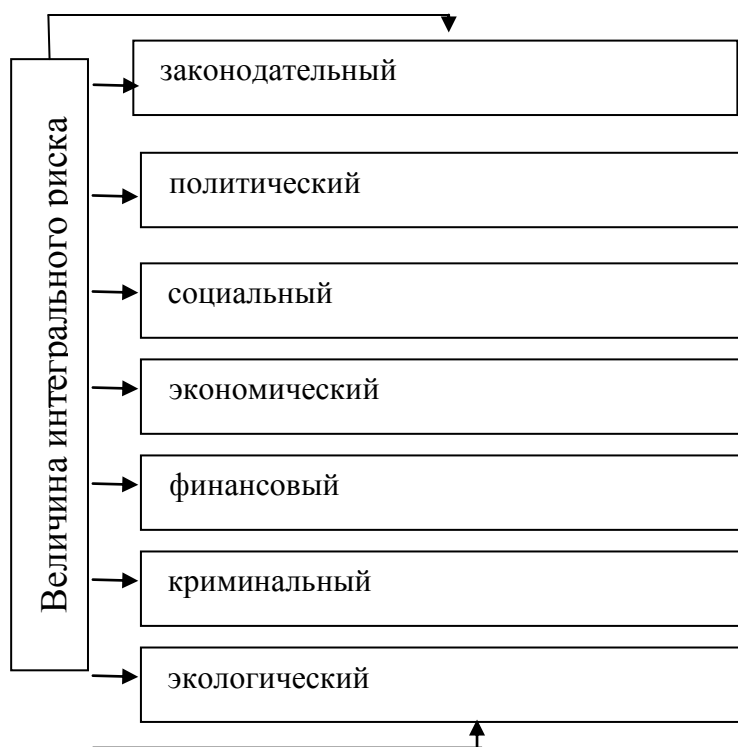 Величина интегрального риска
законодательный
политический
социальный
экономический
финансовый
криминальный
экологический